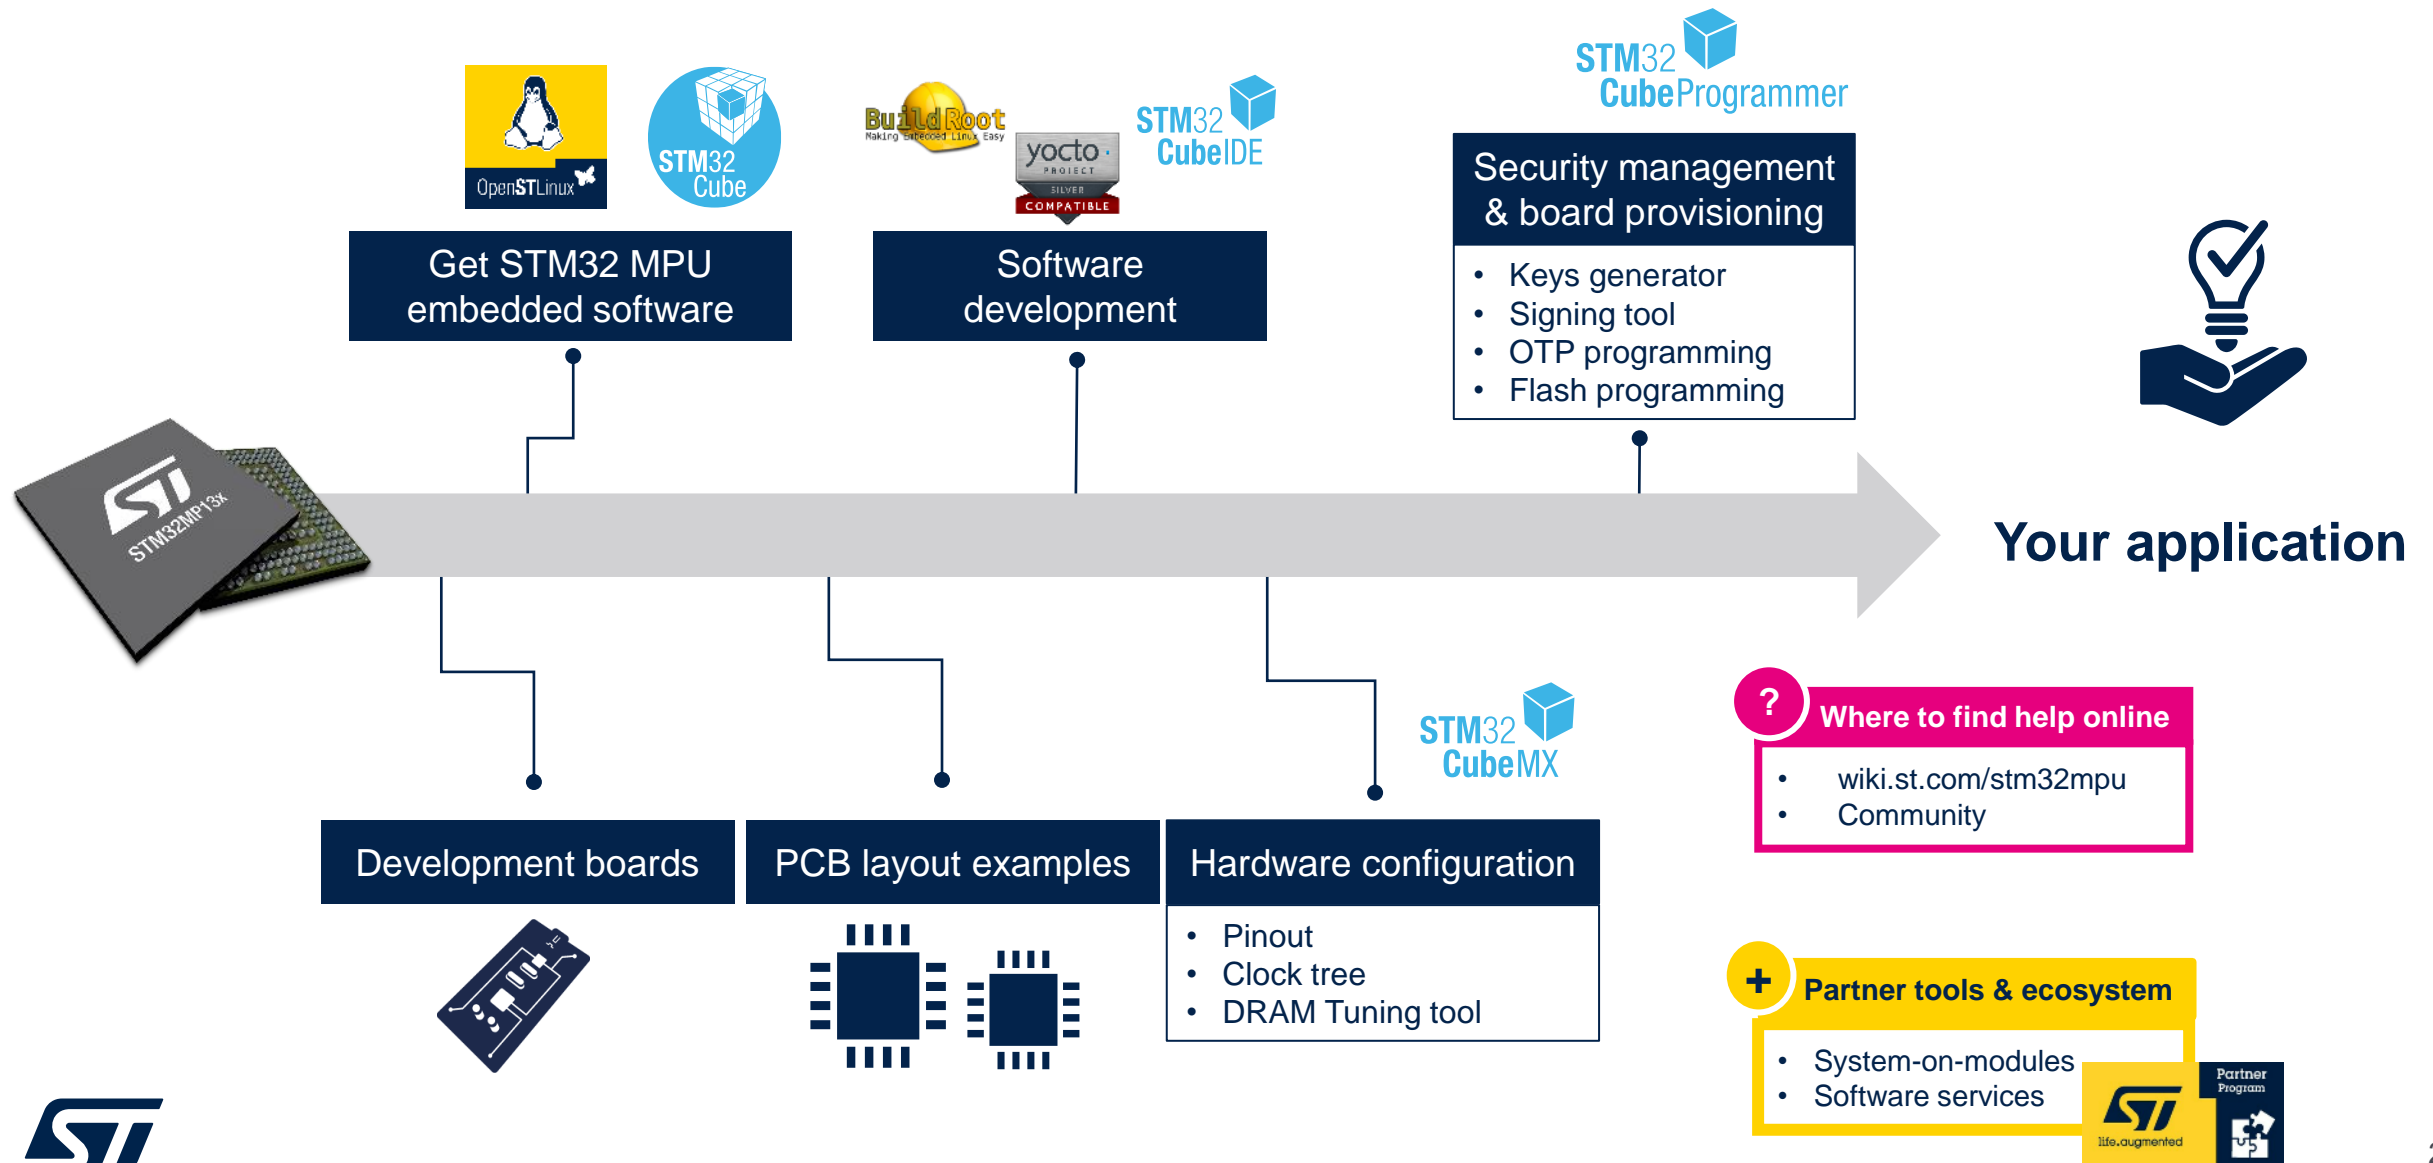 STM32
CubeProgrammer
OpenSTLinux
STM32
Cube
BuildRoot
Making Embedded Linux Easy
yocto
PROJECT
SILVER
COMPATIBLE
STM32
CubeIDE
Security management
& board provisioning
• Keys generator
• Signing tool
• OTP programming
• Flash programming
Get STM32 MPU
embedded software
Software
development
STM32MP13x
Your application
STM32
CubeMX
Development boards
PCB layout examples
Hardware configuration
• Pinout
• Clock tree
• DRAM Tuning tool
?
Where to find help online
• wiki.st.com/stm32mpu
• Community
+
Partner tools & ecosystem
• System-on-modules
• Software services
ST
life.augmented
Partner
Program
ST